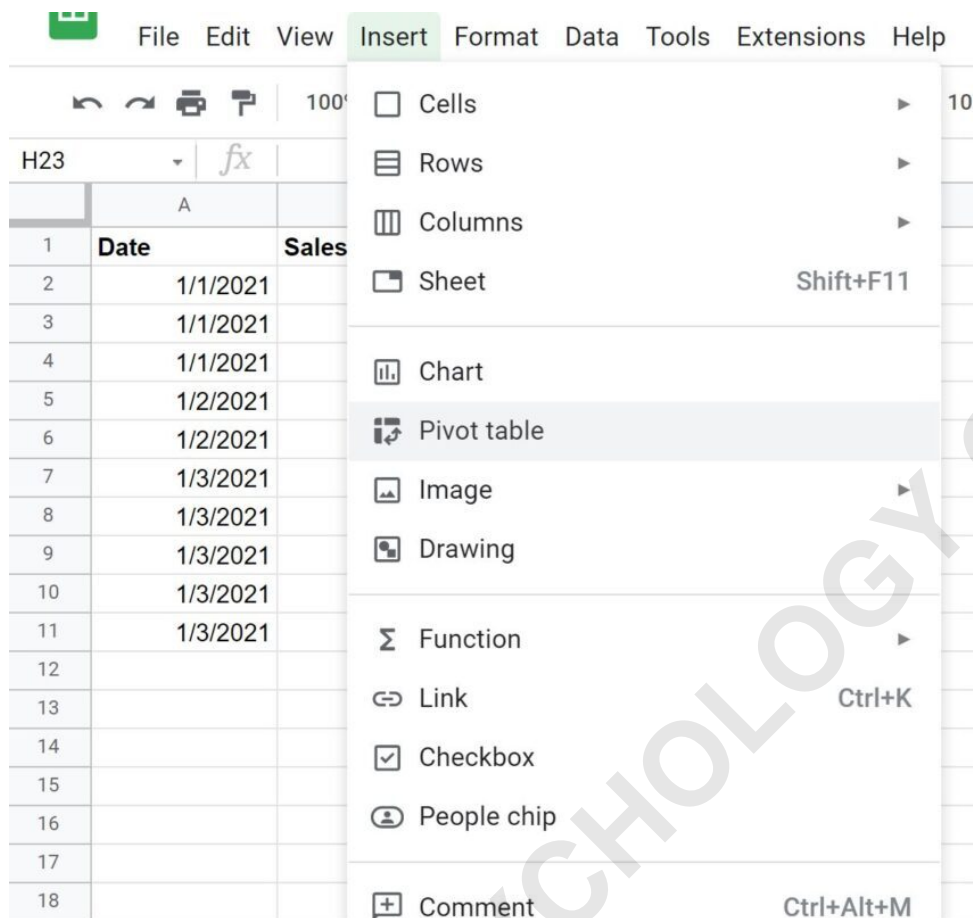 File Edit View Insert Format Data Tools Extensions Help
100% 10
H23 fx
A
1 Date Sales
2 1/1/2021
3 1/1/2021
4 1/1/2021
5 1/2/2021
6 1/2/2021
7 1/3/2021
8 1/3/2021
9 1/3/2021
10 1/3/2021
11 1/3/2021
12
13
14
15
16
17
18
Cells
Rows
Columns
Sheet Shift+F11
Chart
Pivot table
Image
Drawing
Σ Function
Link Ctrl+K
Checkbox
People chip
Comment Ctrl+Alt+M
YCHOLOGY